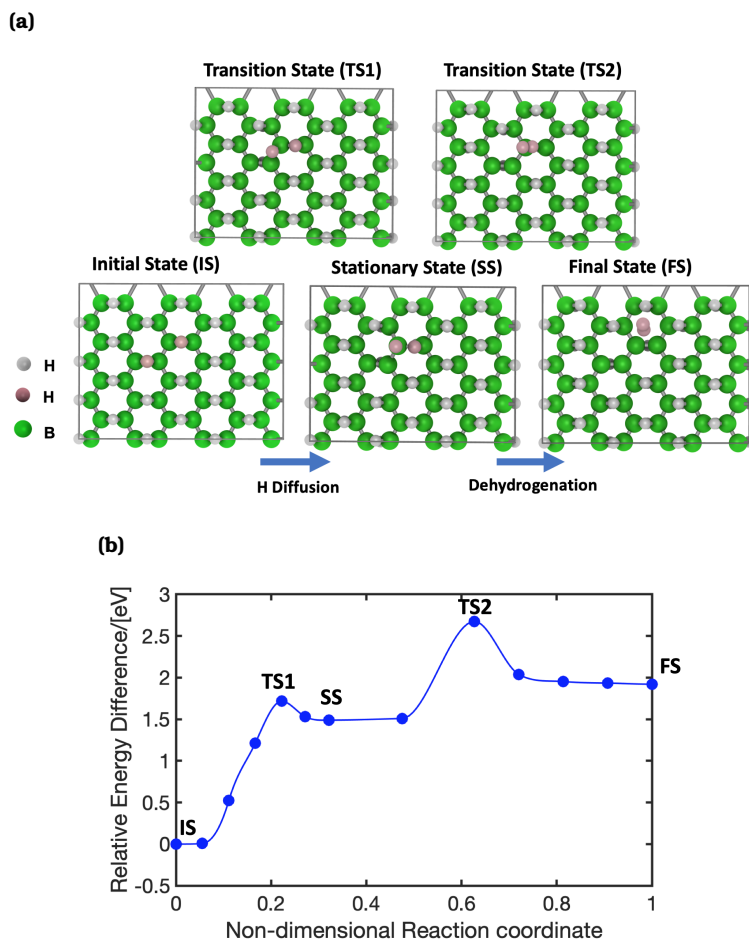 (a)
Transition State (TS1)
Transition State (TS2)
Initial State (IS)
Stationary State (SS)
Final State (FS)
H
H
B
H Diffusion
Dehydrogenation
(b)
Relative Energy Difference/[eV]
3
2.5
2
1.5
1
0.5
0
-0.5
IS
TS1
SS
TS2
FS
0
0.2
0.4
0.6
0.8
1
Non-dimensional Reaction coordinate